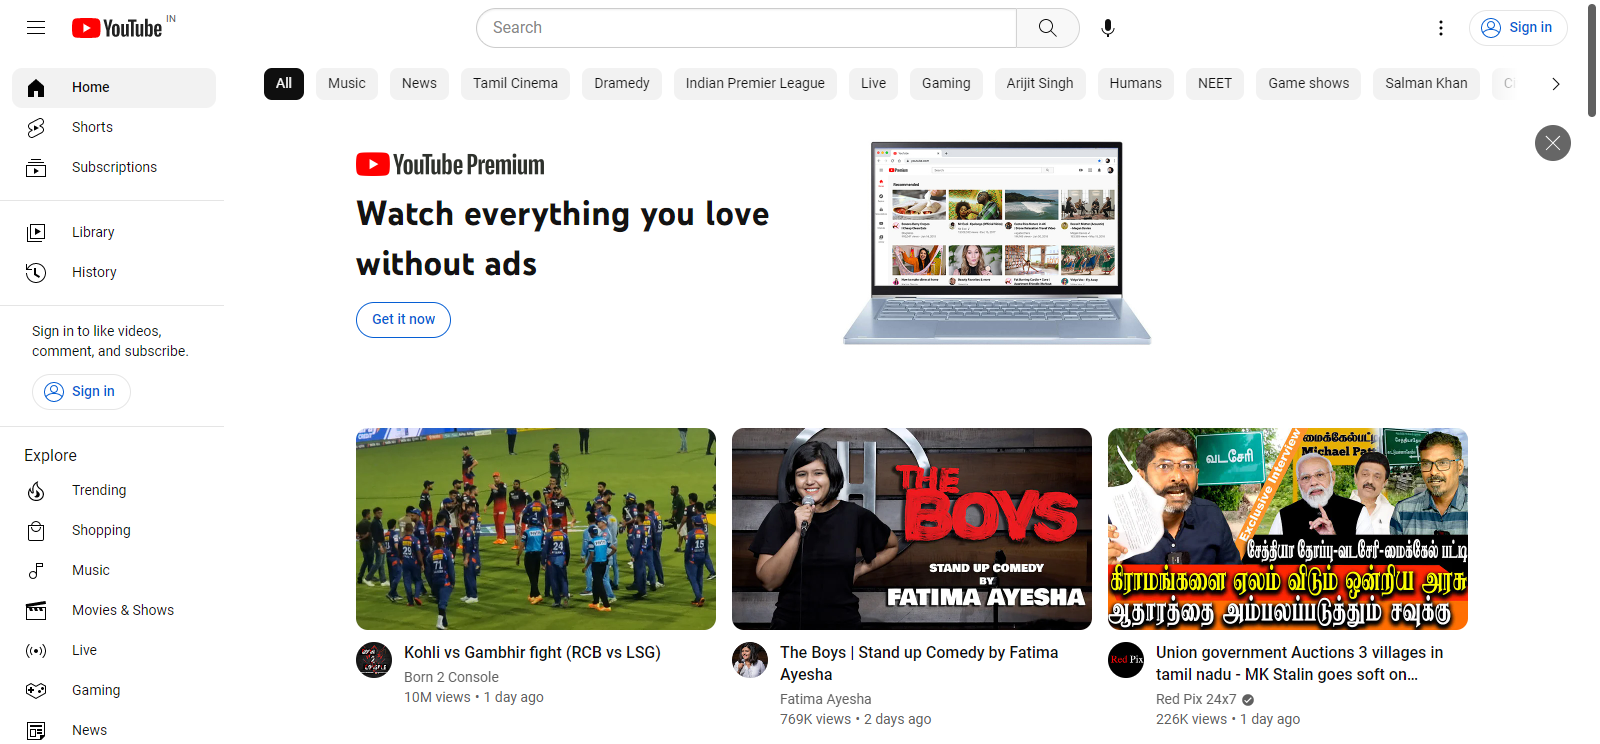 YouTube IN
Search
Sign in
Home
Shorts
Subscriptions
Library
History
Sign in to like videos,
comment, and subscribe.
Sign in
Explore
Trending
Shopping
Music
Movies & Shows
Live
Gaming
News
All
Music
News
Tamil Cinema
Dramedy
Indian Premier League
Live
Gaming
Arijit Singh
Humans
NEET
Game shows
Salman Khan
YouTube Premium
Watch everything you love
without ads
Get it now
THE
BOYS
STAND UP COMEDY
BY
FATIMA AYESHA
Exclusive Interview
வடசேரி
சேத்தியா தோப்பு-வடசேரி-மைக்கேல் பட்டி
கிராமங்களை ஏலம் விடும் ஒன்றிய அரசு
ஆதாரத்தை அம்பலப்படுத்தும் சவுக்கு
Kohli vs Gambhir fight (RCB vs LSG)
Born 2 Console
10M views • 1 day ago
The Boys | Stand up Comedy by Fatima
Ayesha
Fatima Ayesha
769K views • 2 days ago
Red Pix
Union government Auctions 3 villages in
tamil nadu - MK Stalin goes soft on...
Red Pix 24x7
226K views • 1 day ago